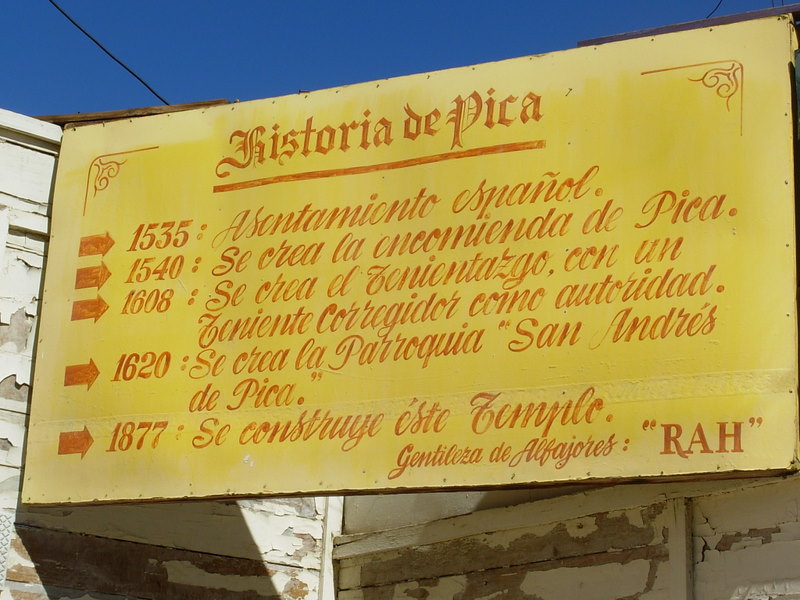 Historia de Pica
1535: Asentamiento español.
1540: Se crea la encomienda de Pica.
1608: Se crea el Tenientazgo, con un
Teniente Corregidor como autoridad.
1620: Se crea la Parroquia "San Andrés
de Pica."
1877: Se construye éste Templo.
Gentileza de Alfajores: "RAH"